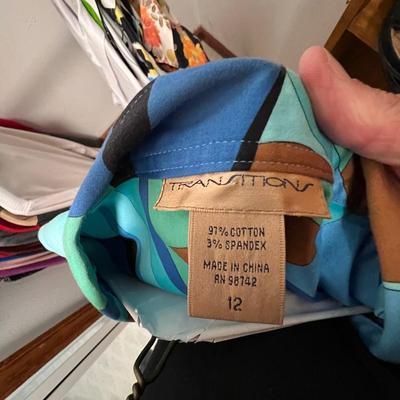 TRANSITIONS
97% COTTON
3% SPANDEX
MADE IN CHINA
RN 98742
12